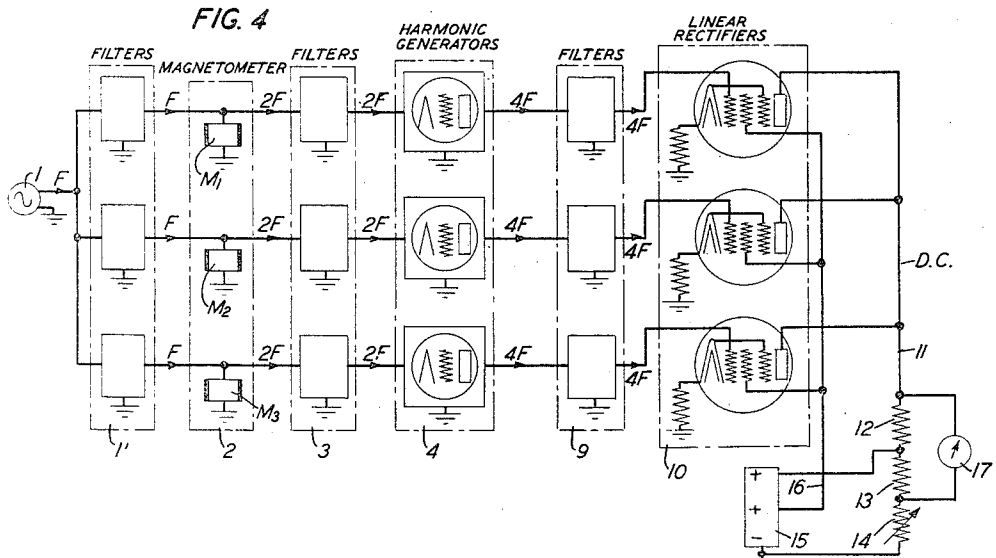 FIG. 4
FILTERS
MAGNETOMETER
FILTERS
HARMONIC
GENERATORS
FILTERS
LINEAR
RECTIFIERS
F
2F
2F
4F
4F
M1
1
F
F
2F
2F
4F
4F
M2
D.C.
F
2F
2F
4F
4F
M3
11
1'
2
3
4
9
10
12
17
16
13
14
+
+
-
15